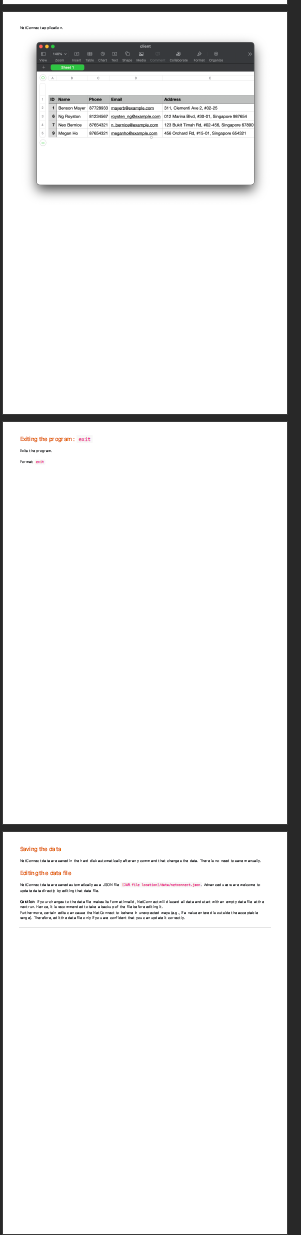 NetConnect application.
client
Sheet 1
ID Name Phone Email Address
1 Benson Meyer 87728933 mayerb@example.com 311, Clementi Ave 2, #02-25
6 Ng Royston 81234567 royston_ng@example.com 012 Marina Blvd, #33-01, Singapore 987654
7 Neo Bernice 87654321 n_bernice@example.com 123 Bukit Timah Rd, #02-458, Singapore 67890
8 Megan Ho 87654321 meganho@example.com 456 Orchard Rd, #15-01, Singapore 654321
Exiting the program: exit
Exits the program.
Format: exit
Saving the data
NetConnect data are saved in the hard disk automatically after any command that changes the data. There is no need to save manually.
Editing the data file
NetConnect data are saved automatically as a JSON file [JAR file location]/data/netconnect.json. Advanced users are welcome to
update data directly by editing that data file.
Caution: If your changes to the data file makes its format invalid, NetConnect will discard all data and start with an empty data file at the
next run. Hence, it is recommended to take a backup of the file before editing it.
Furthermore, certain edits can cause the NetConnect to behave in unexpected ways (e.g., if a value entered is outside the acceptable
range). Therefore, edit the data file only if you are confident that you can update it correctly.